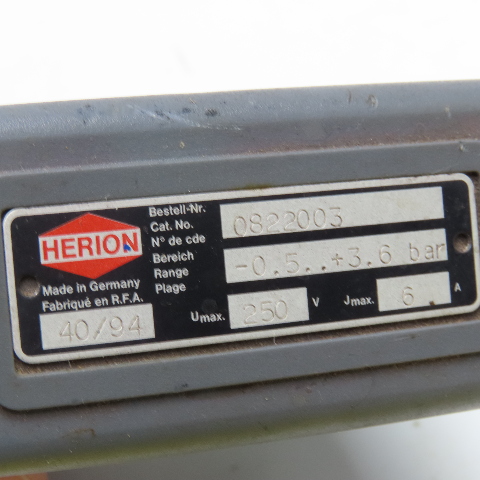 HERION
Made in Germany
Fabriqué en R.F.A.
40/94
Bestell-Nr.
Cat. No.
N° de cde
0822003
Bereich
Range
Plage
-0.5..+3.6 bar
Umax. 250 V Jmax. 6 A